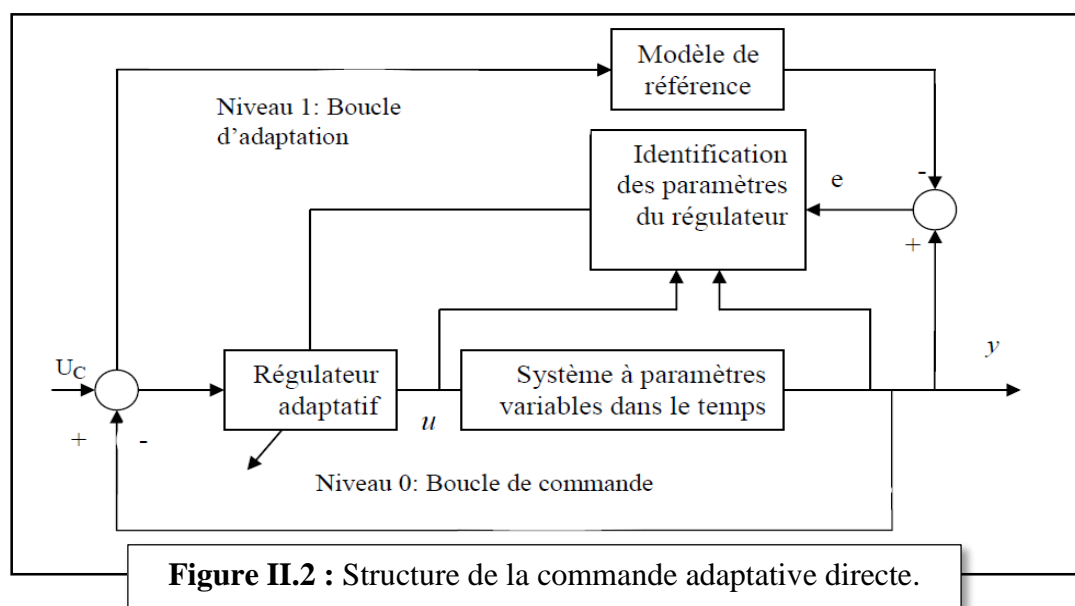 Modèle de
référence
Niveau 1: Boucle
d'adaptation
Identification
des paramètres
du régulateur
e
-
+
U_C
+
-
Régulateur
adaptatif
u
Système à paramètres
variables dans le temps
y
Niveau 0: Boucle de commande
Figure II.2 : Structure de la commande adaptative directe.